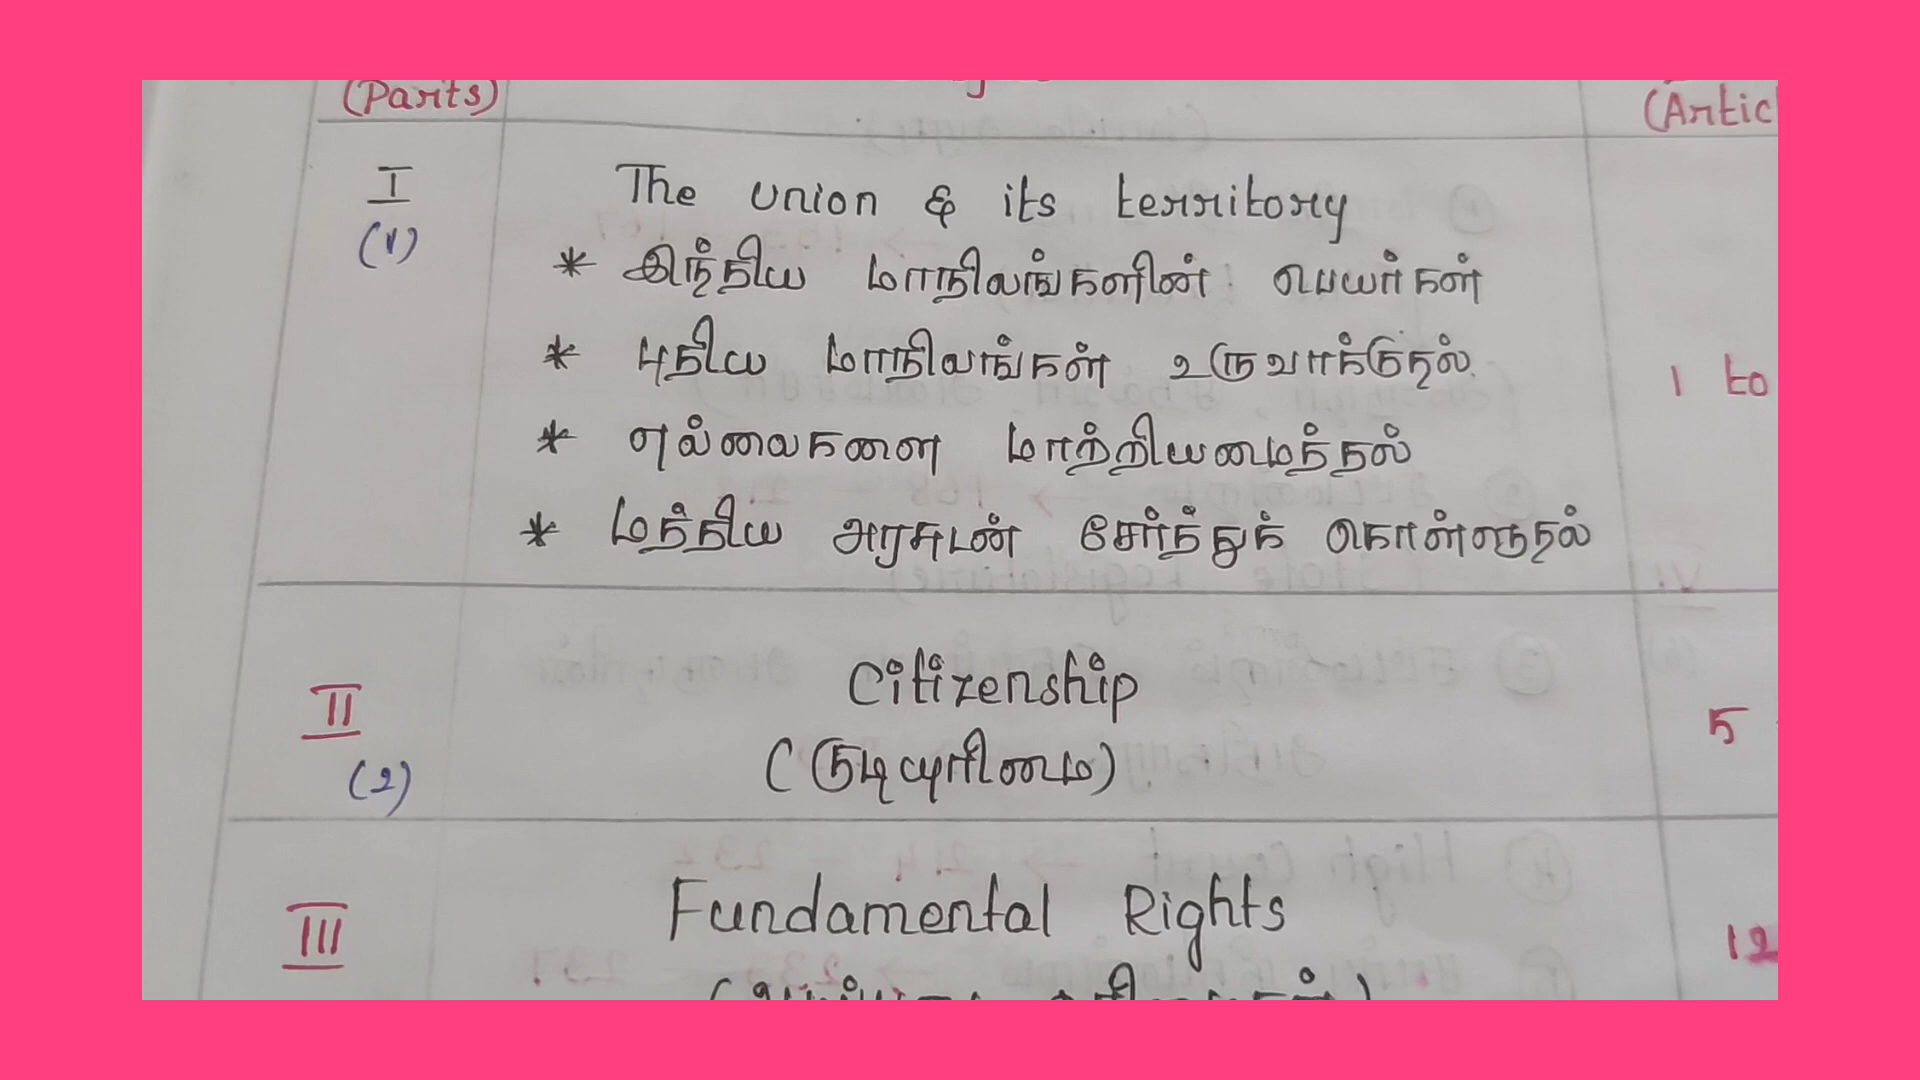 (Parts)
I The union & its territory
(1)
* இந்திய மாநிலங்களின் பெயர்கள்
* புதிய மாநிலங்கள் உருவாக்குதல். 1 to
* எல்லைகளை மாற்றியமைத்தல்
* மத்திய அரசுடன் சேர்த்துக் கொள்ளுதல்
II Citizenship 5
(2) (குடியுரிமை)
III Fundamental Rights 12